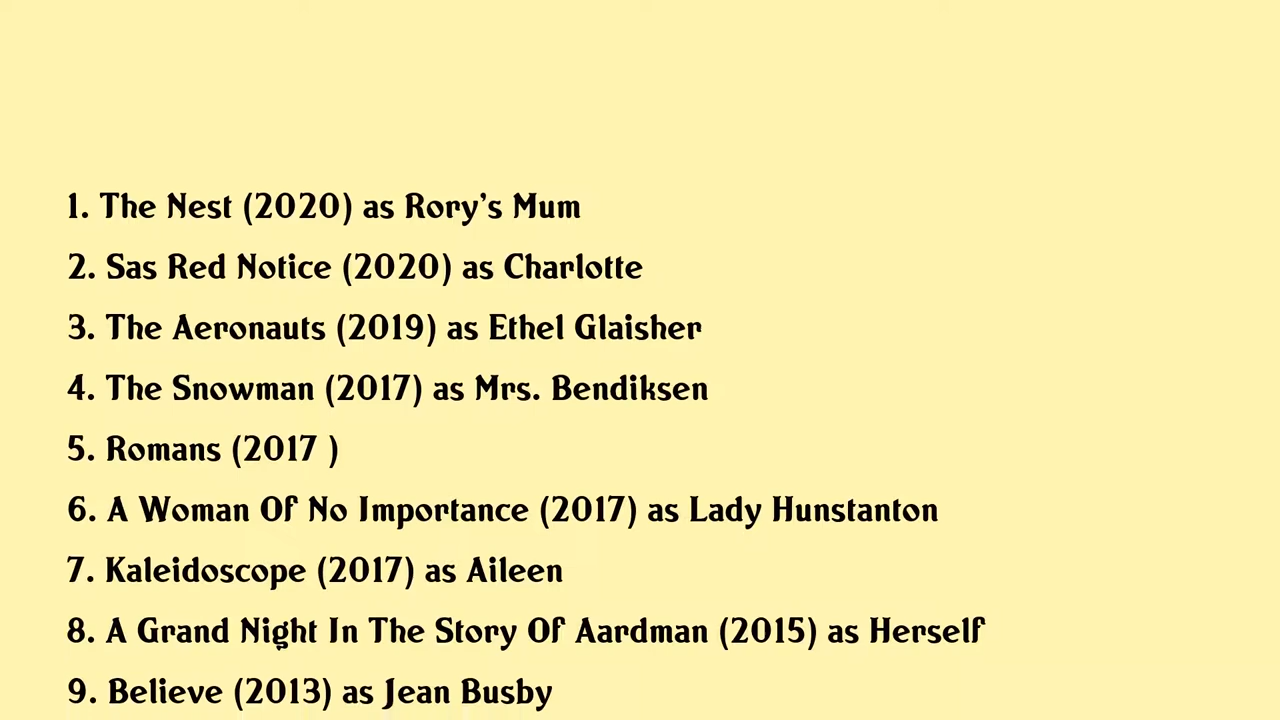 1. The Nest (2020) as Rory's Mum
2. Sas Red Notice (2020) as Charlotte
3. The Aeronauts (2019) as Ethel Glaisher
4. The Snowman (2017) as Mrs. Bendiksen
5. Romans (2017 )
6. A Woman Of No Importance (2017) as Lady Hunstanton
7. Kaleidoscope (2017) as Aileen
8. A Grand Night In The Story Of Aardman (2015) as Herself
9. Believe (2013) as Jean Busby